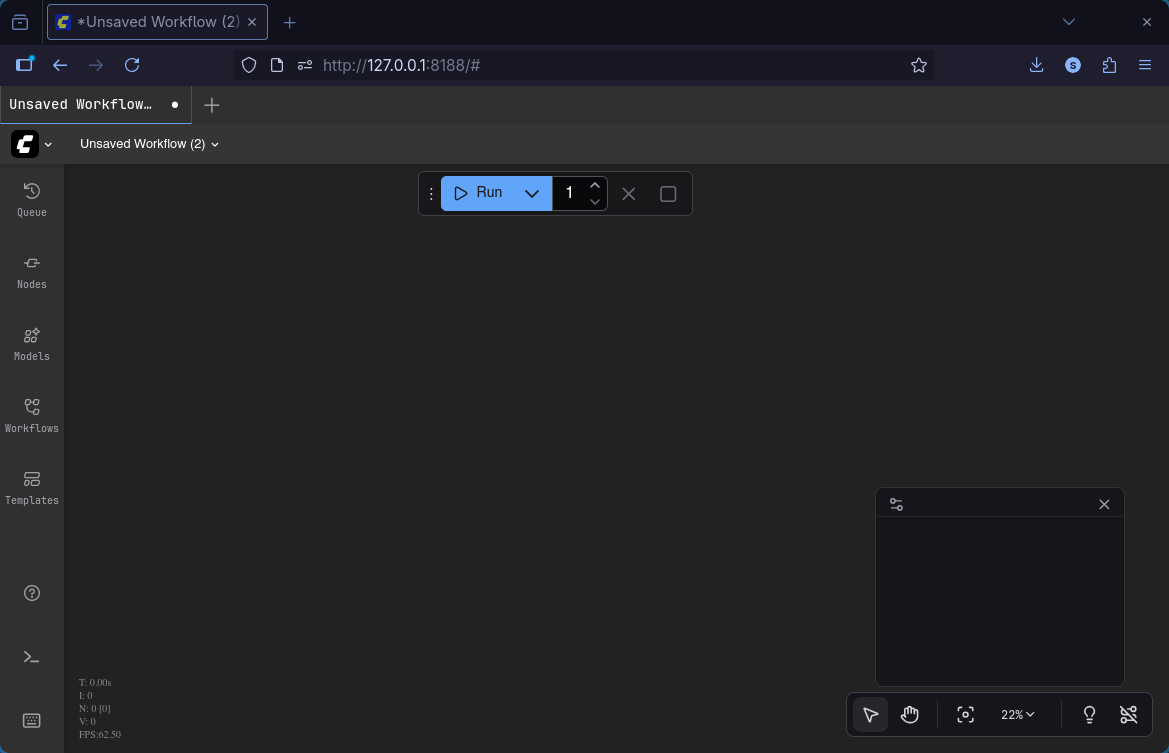 *Unsaved Workflow (2)
http://127.0.0.1:8188/#
S
Unsaved Workflow…
Unsaved Workflow (2)
Run
1
Queue
Nodes
Models
Workflows
Templates
T: 0.00s
I: 0
N: 0 [0]
V: 0
FPS:62.50
22%